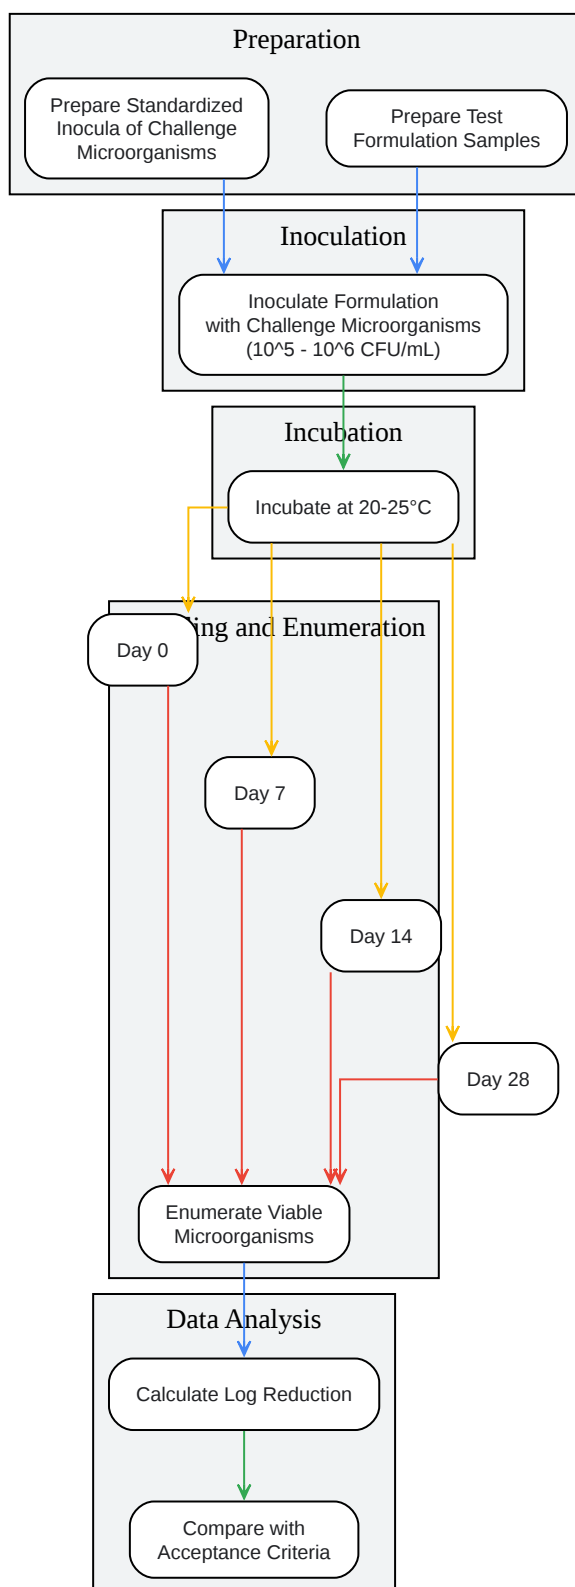 Preparation
Prepare Standardized
Inocula of Challenge
Microorganisms
Prepare Test
Formulation Samples
Inoculation
Inoculate Formulation
with Challenge Microorganisms
(10^5 - 10^6 CFU/mL)
Incubation
Incubate at 20-25°C
and Enumeration
Day 0
Day 7
Day 14
Day 28
Enumerate Viable
Microorganisms
Data Analysis
Calculate Log Reduction
Compare with
Acceptance Criteria